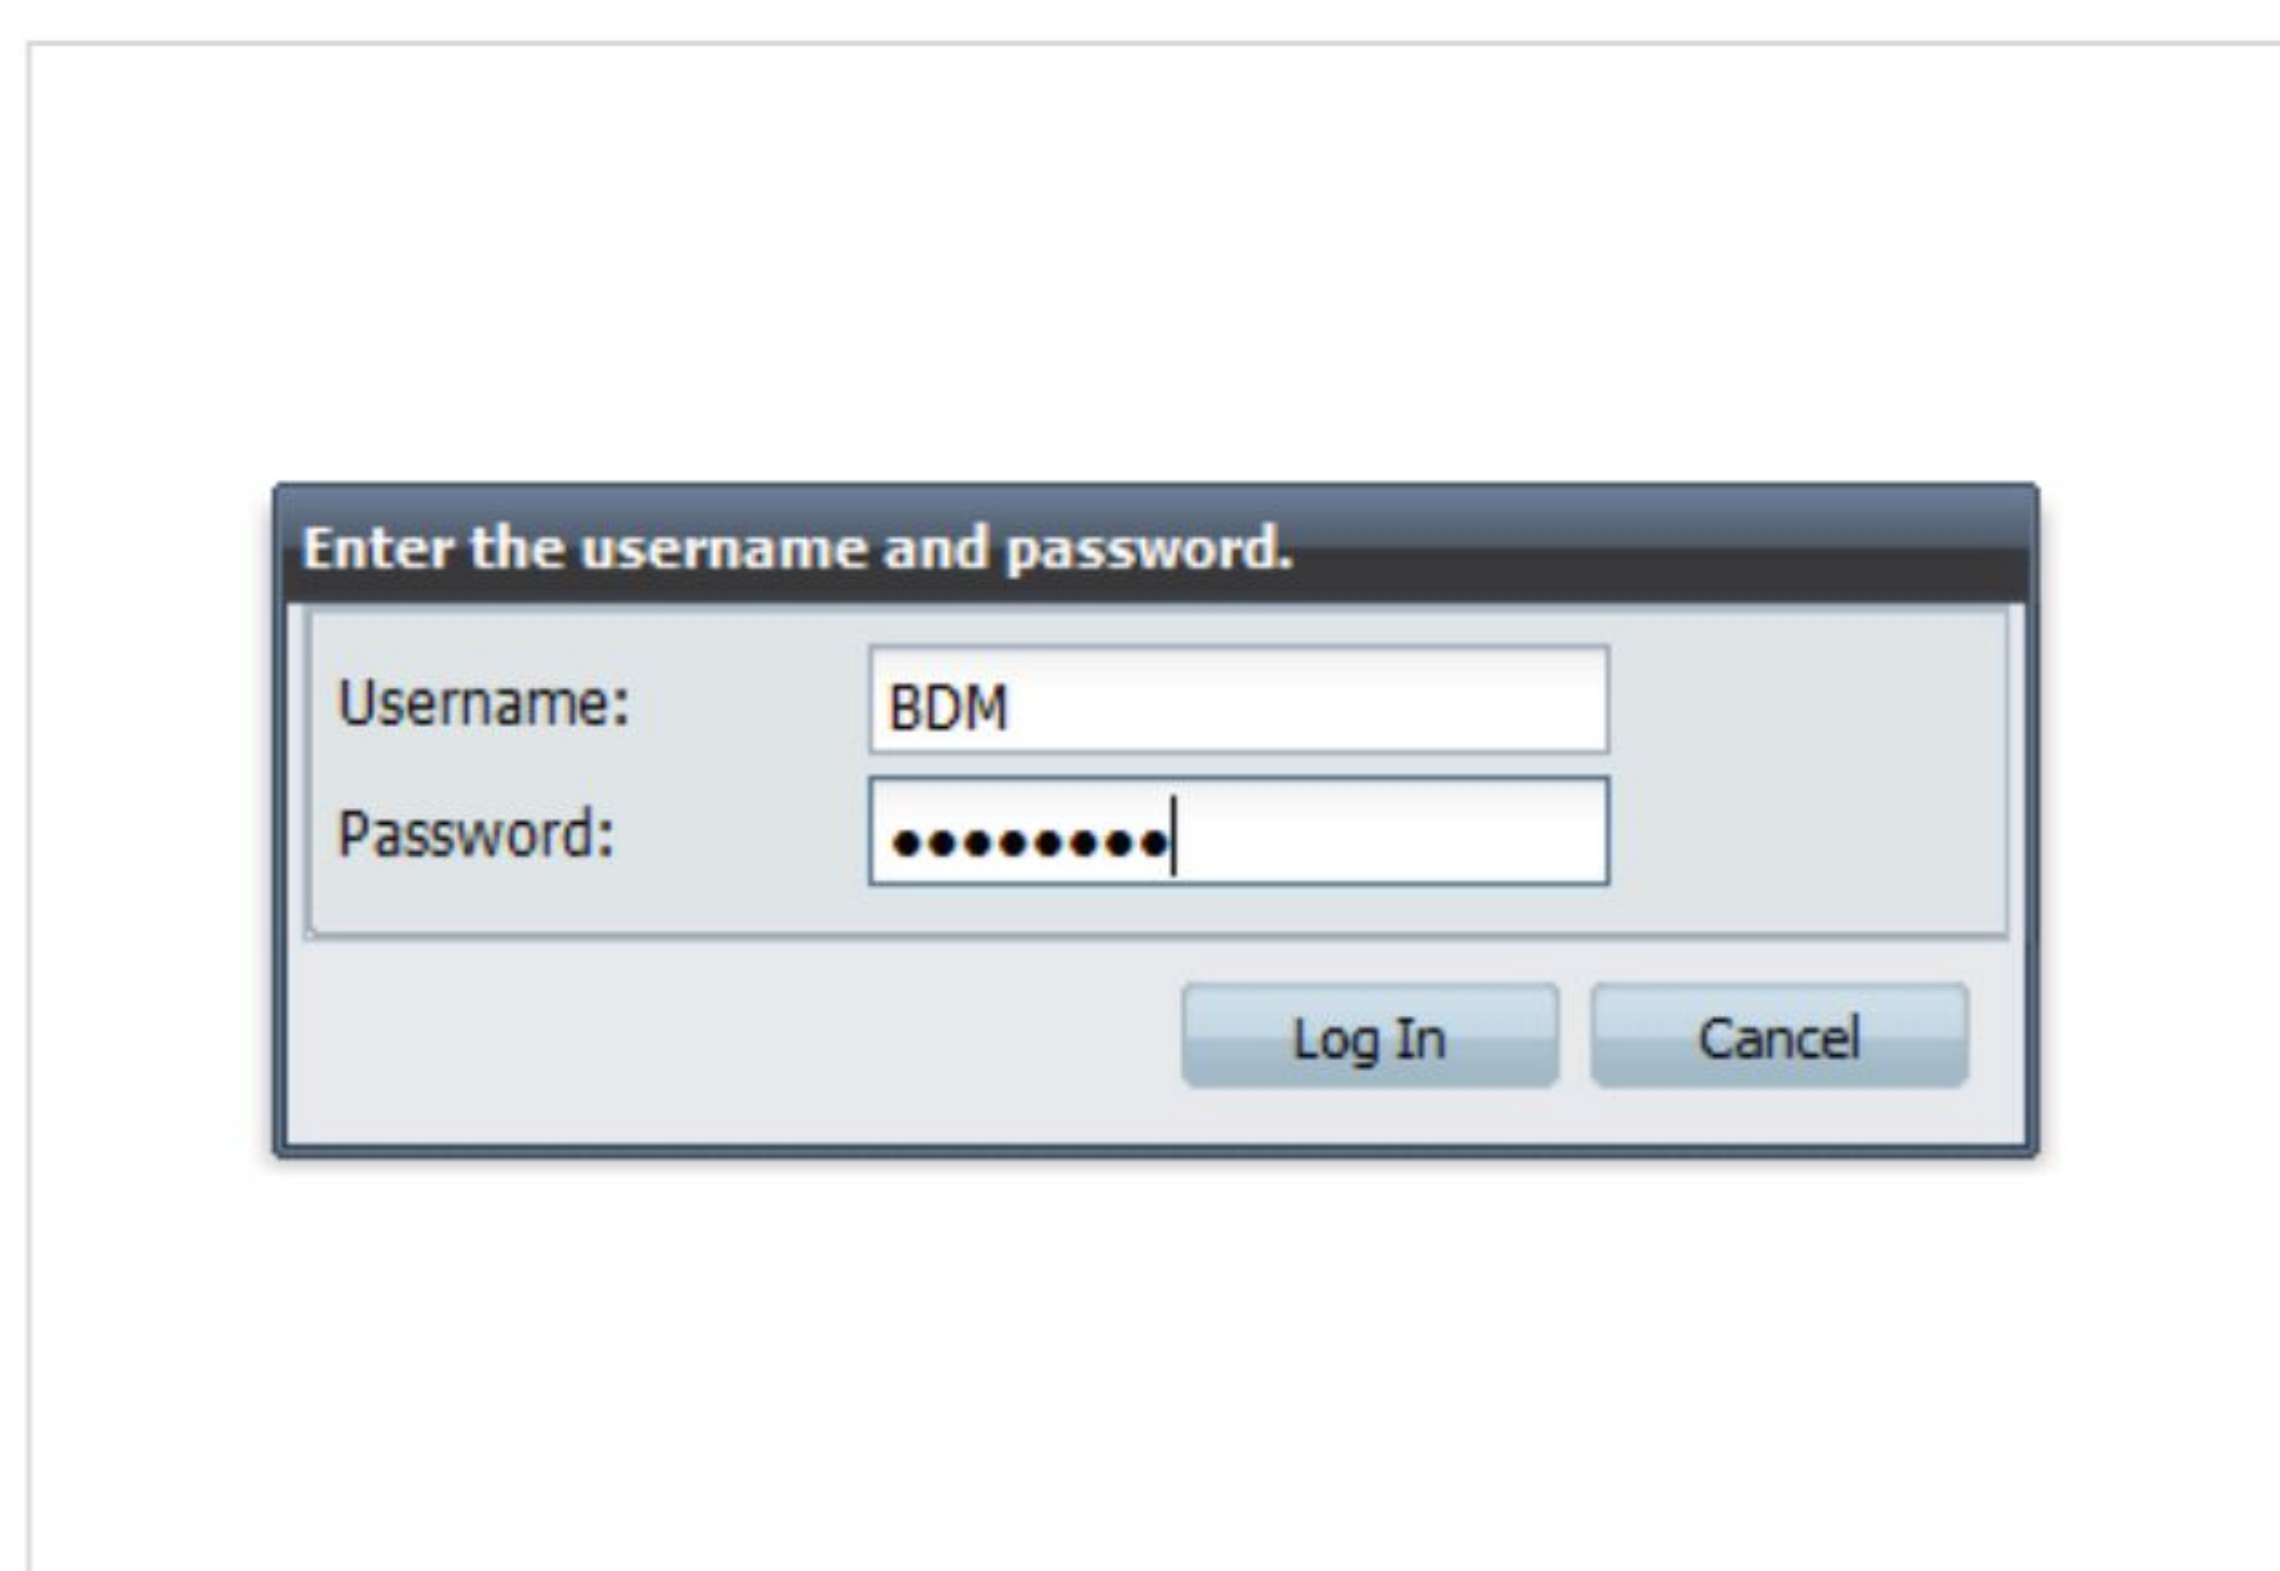 Enter the username and password.
Username: BDM
Password: ••••••••
Log In Cancel